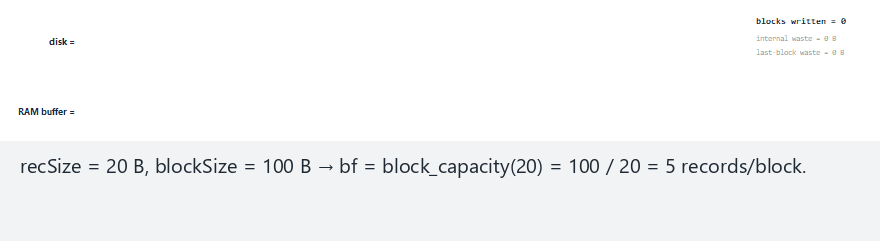 blocks written = 0
internal waste = 0 B
disk =
last-block waste = 0 B
RAM buffer =
recSize = 20 B, blockSize = 100 B → bf = block_capacity(20) = 100 / 20 = 5 records/block.